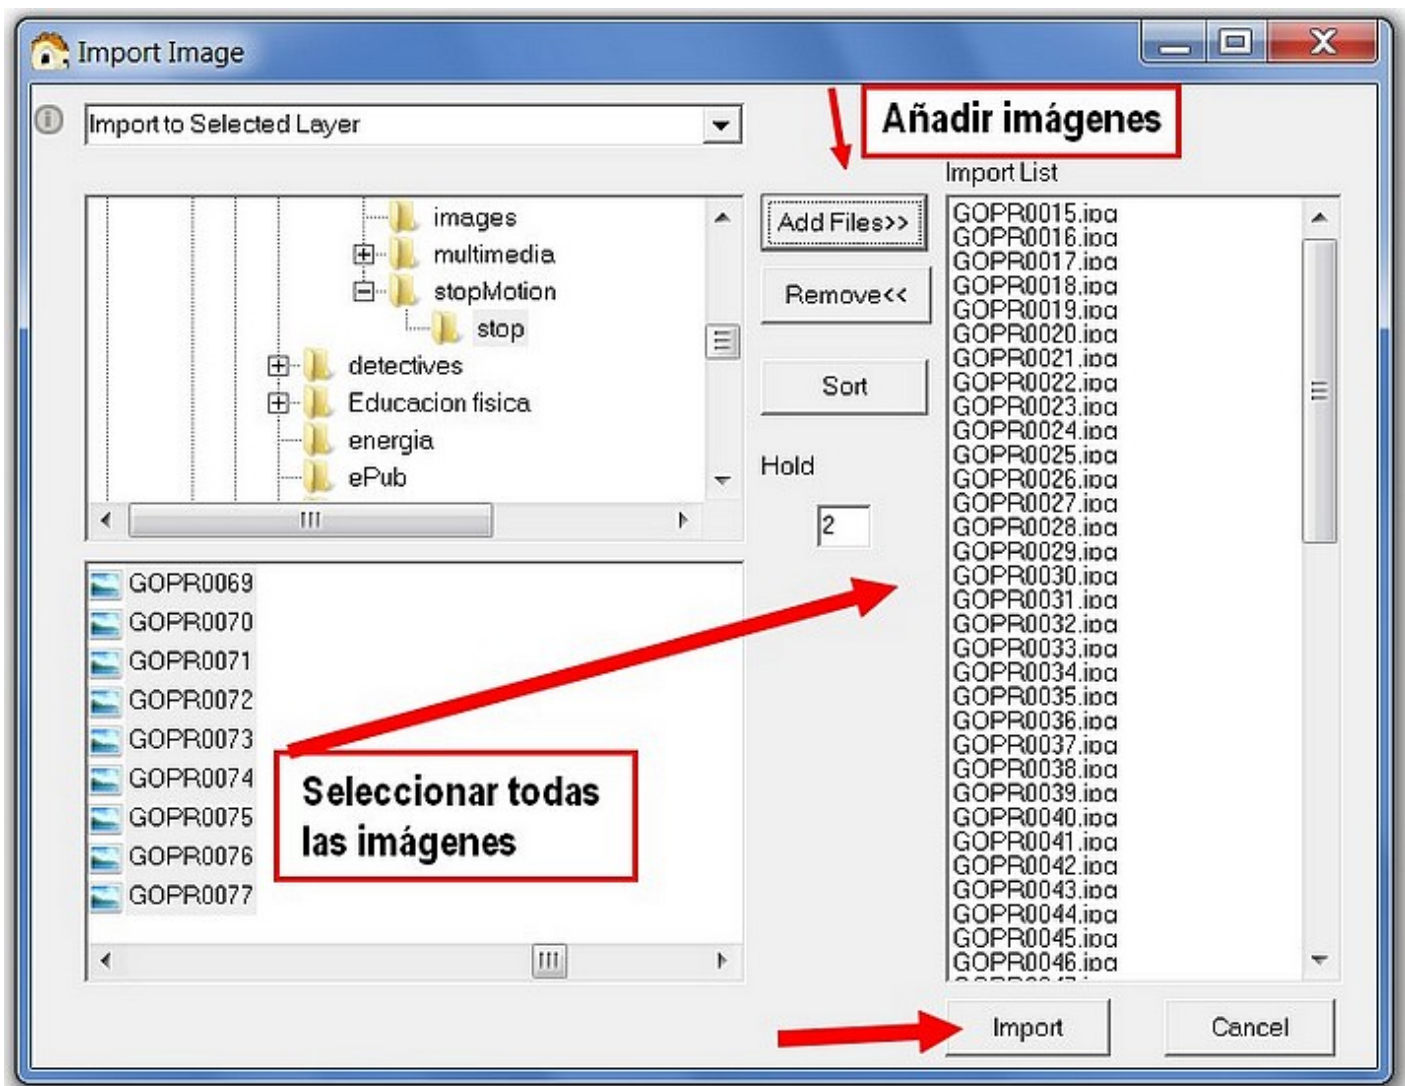 Import Image
Import to Selected Layer
Añadir imágenes
Import List
images
multimedia
stopMotion
stop
detectives
Educacion fisica
energia
ePub
Add Files>>
Remove<<
Sort
Hold
2
GOPR0015.jpg
GOPR0016.jpg
GOPR0017.jpg
GOPR0018.jpg
GOPR0019.jpg
GOPR0020.jpg
GOPR0021.jpg
GOPR0022.jpg
GOPR0023.jpg
GOPR0024.jpg
GOPR0025.jpg
GOPR0026.jpg
GOPR0027.jpg
GOPR0028.jpg
GOPR0029.jpg
GOPR0030.jpg
GOPR0031.jpg
GOPR0032.jpg
GOPR0033.jpg
GOPR0034.jpg
GOPR0035.jpg
GOPR0036.jpg
GOPR0037.jpg
GOPR0038.jpg
GOPR0039.jpg
GOPR0040.jpg
GOPR0041.jpg
GOPR0042.jpg
GOPR0043.jpg
GOPR0044.jpg
GOPR0045.jpg
GOPR0046.jpg
GOPR0069
GOPR0070
GOPR0071
GOPR0072
GOPR0073
GOPR0074
GOPR0075
GOPR0076
GOPR0077
Seleccionar todas
las imágenes
Import
Cancel